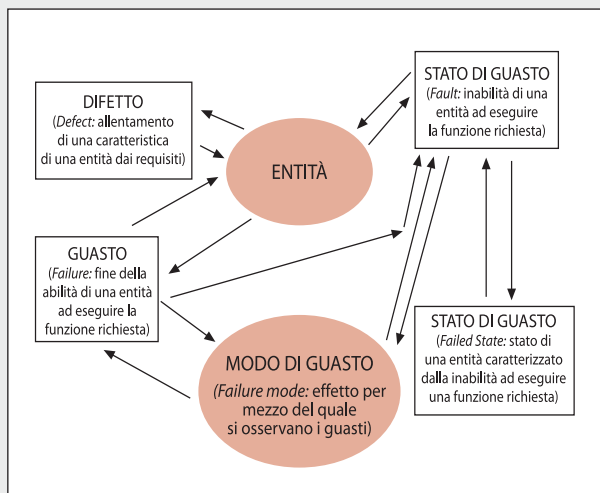 DIFETTO
(Defect: allentamento
di una caratteristica
di una entità dai requisiti)
ENTITÀ
STATO DI GUASTO
(Fault: inabilità di una
entità ad eseguire
la funzione richiesta)
GUASTO
(Failure: fine della
abilità di una entità
ad eseguire la
funzione richiesta)
MODO DI GUASTO
(Failure mode: effetto per
mezzo del quale
si osservano i guasti)
STATO DI GUASTO
(Failed State: stato di
una entità caratterizzato
dalla inabilità ad eseguire
una funzione richiesta)